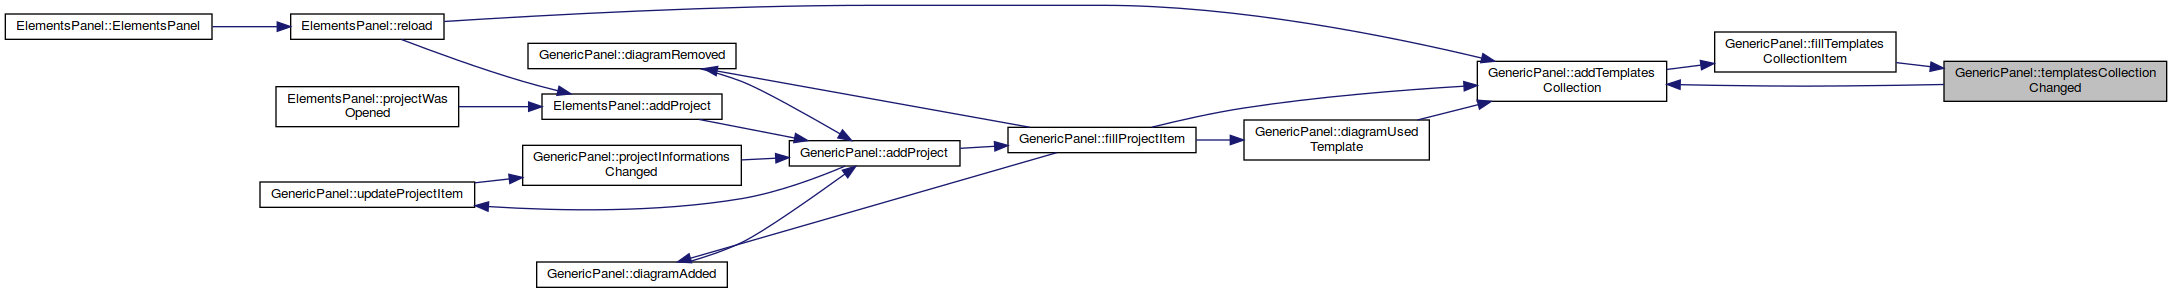 ElementsPanel::ElementsPanel
ElementsPanel::reload
GenericPanel::diagramRemoved
ElementsPanel::projectWas
Opened
ElementsPanel::addProject
GenericPanel::projectInformations
Changed
GenericPanel::updateProjectItem
GenericPanel::diagramAdded
GenericPanel::addProject
GenericPanel::fillProjectItem
GenericPanel::diagramUsed
Template
GenericPanel::addTemplates
Collection
GenericPanel::fillTemplates
CollectionItem
GenericPanel::templatesCollection
Changed